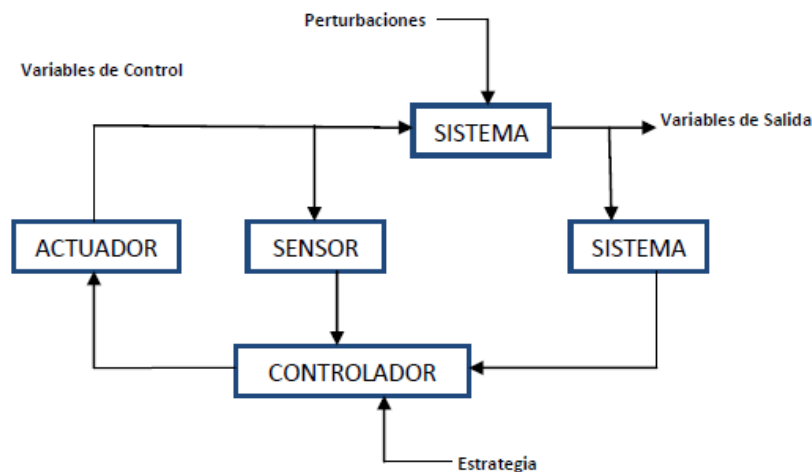 Perturbaciones
Variables de Control
SISTEMA
Variables de Salida
ACTUADOR
SENSOR
SISTEMA
CONTROLADOR
Estrategia